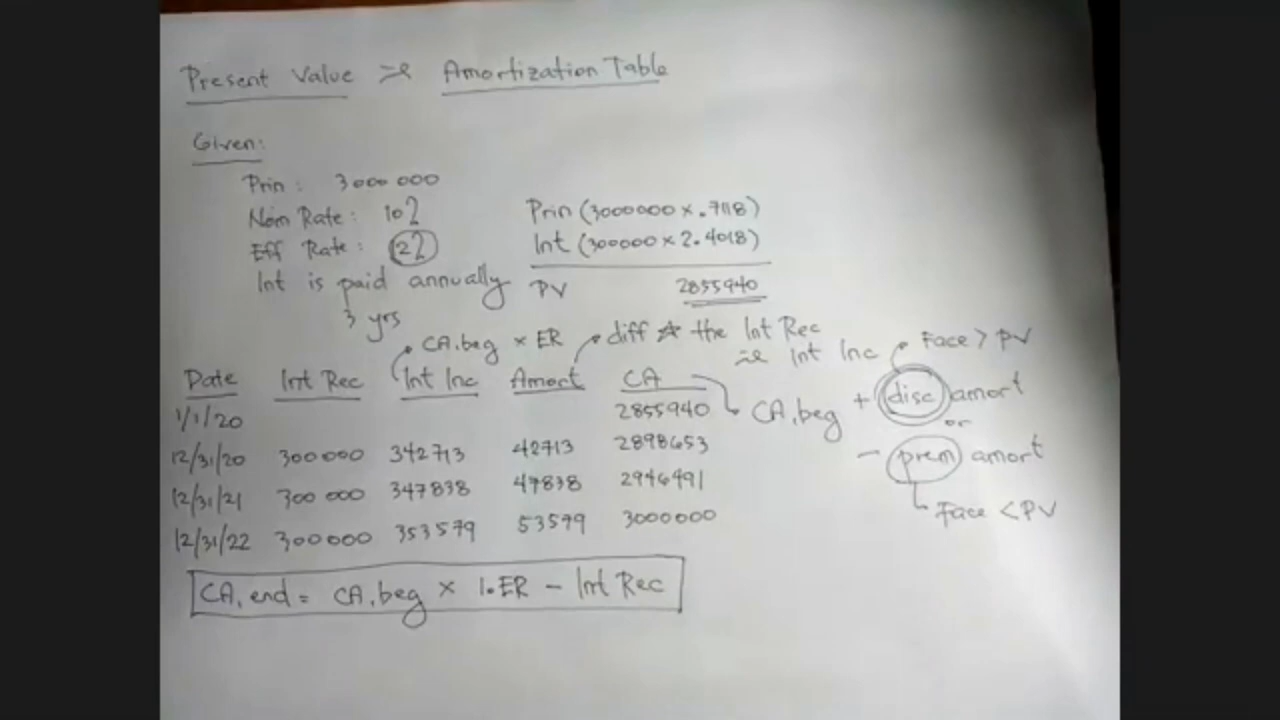 Present Value & Amortization Table
Given:
Prin: 3000 000
Nom Rate: 10%
Eff Rate: 12%
Int is paid annually
3 yrs
Prin (3000000 x .7118)
Int (300000 x 2.4018)
PV 2855940
CA.beg x ER
diff the Int Rec
& Int Inc
Face > PV
Date Int Rec Int Inc Amort CA
CA.beg + disc amort
or
- prem amort
Face < PV
1/1/20 2855940
12/31/20 300000 342713 42713 2898653
12/31/21 300 000 347838 47838 2946491
12/31/22 300000 353579 53579 3000000
CA.end = CA.beg x 1.ER - Int Rec